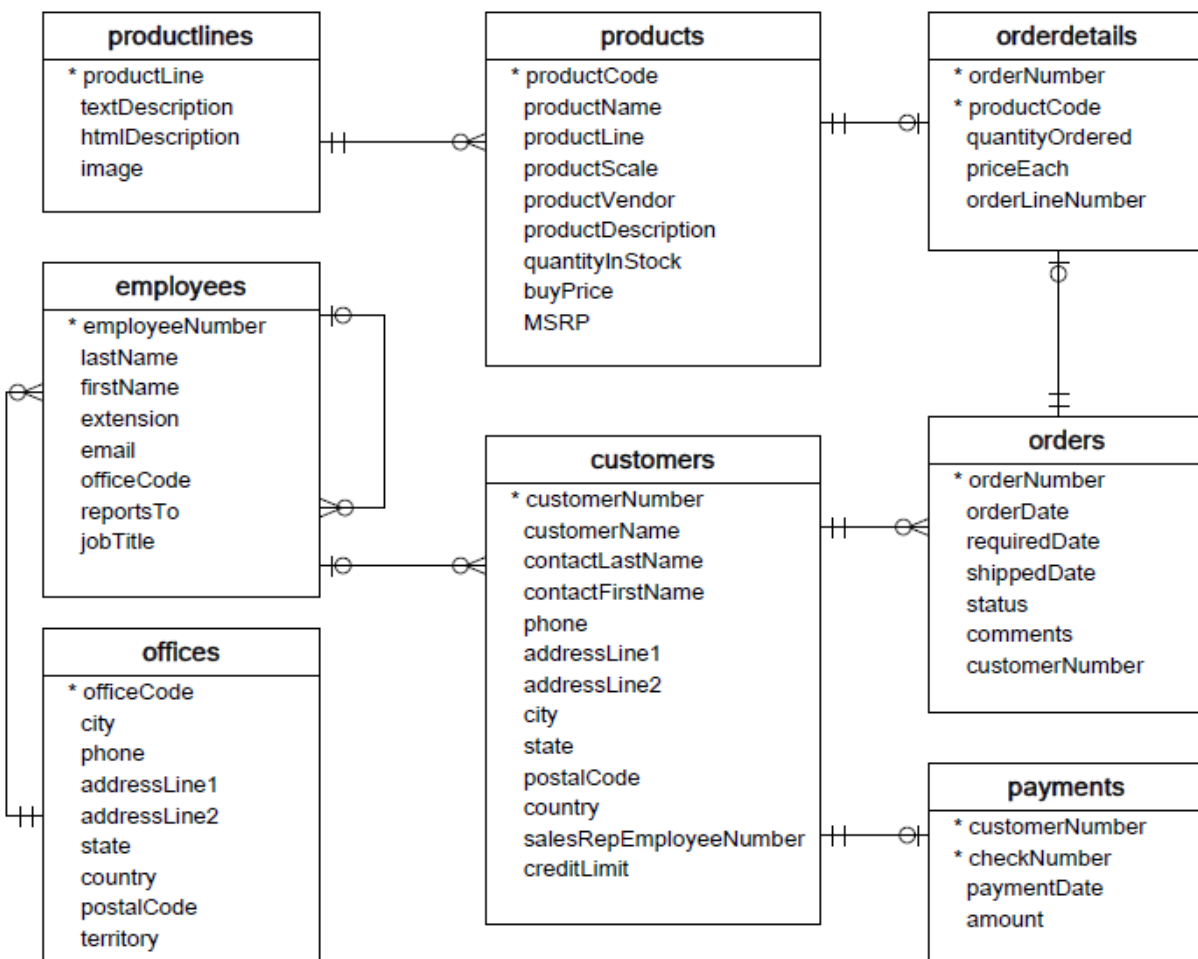 productlines
* productLine
textDescription
htmlDescription
image
products
* productCode
productName
productLine
productScale
productVendor
productDescription
quantityInStock
buyPrice
MSRP
orderdetails
* orderNumber
* productCode
quantityOrdered
priceEach
orderLineNumber
employees
* employeeNumber
lastName
firstName
extension
email
officeCode
reportsTo
jobTitle
customers
* customerNumber
customerName
contactLastName
contactFirstName
phone
addressLine1
addressLine2
city
state
postalCode
country
salesRepEmployeeNumber
creditLimit
orders
* orderNumber
orderDate
requiredDate
shippedDate
status
comments
customerNumber
offices
* officeCode
city
phone
addressLine1
addressLine2
state
country
postalCode
territory
payments
* customerNumber
* checkNumber
paymentDate
amount